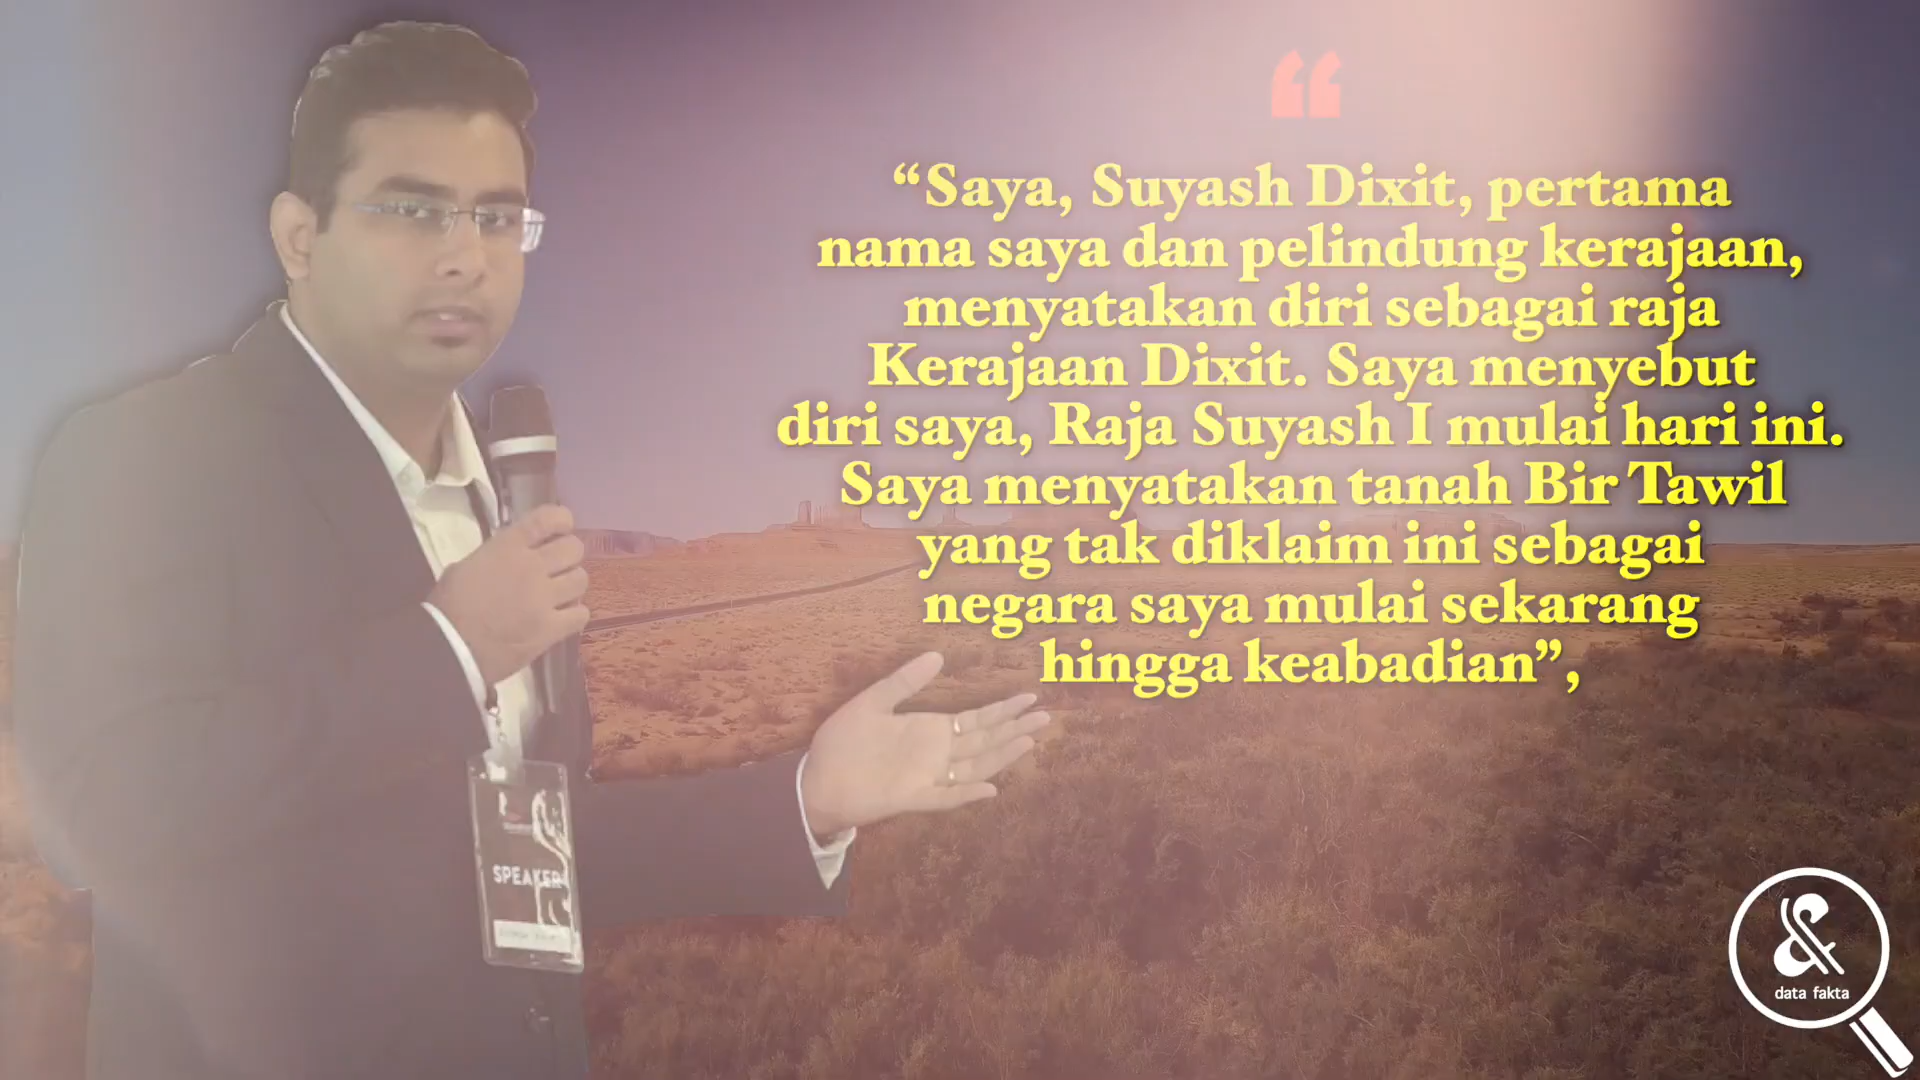 “
“Saya, Suyash Dixit, pertama
nama saya dan pelindung kerajaan,
menyatakan diri sebagai raja
Kerajaan Dixit. Saya menyebut
diri saya, Raja Suyash I mulai hari ini.
Saya menyatakan tanah Bir Tawil
yang tak diklaim ini sebagai
negara saya mulai sekarang
hingga keabadian”,
SPEAKER
&
data fakta